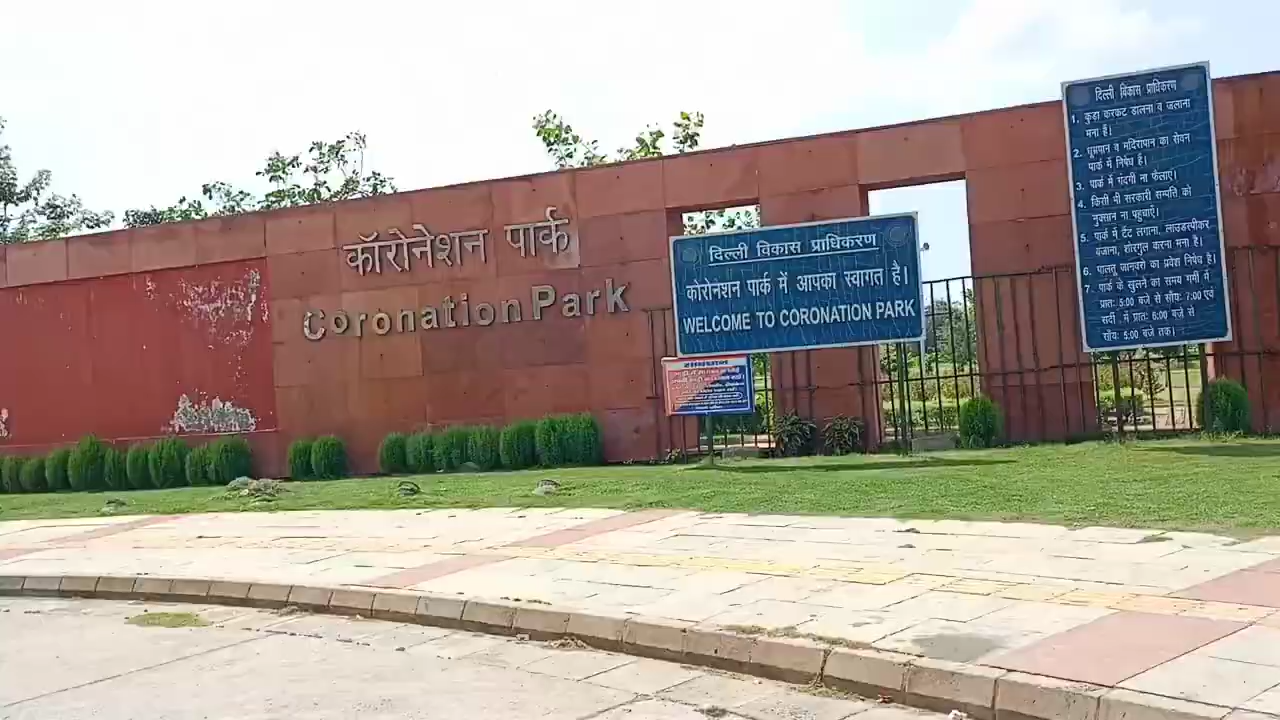 कॉरोनेशन पार्क
Coronation Park
दिल्ली विकास प्राधिकरण
कोरोनशन पार्क में आपका स्वागत है।
WELCOME TO CORONATION PARK
दिल्ली विकास प्राधिकरण
1. कुड़ा करकट डालना व जलाना
मना है।
2. धूम्रपान व मदिरापान का सेवन
पार्क में निषेध है।
3. पार्क में गंदगी ना फैलाऐं।
4. किसी भी सरकारी सम्पति को
नुक्सान ना पहुचाऐं।
5. पार्क में टैंट लगाना, लाउडस्पीकर
बजाना, शोरगुल करना मना है।
6. पालतू जानवरों का प्रवेश निषेध है।
7. पार्क के खुलने का समय गर्मी में
प्रातः 5:00 बजे से साँयः 7:00 एवं
सर्दी में प्रातः 6:00 बजे से
साँयः 5:00 बजे तक।